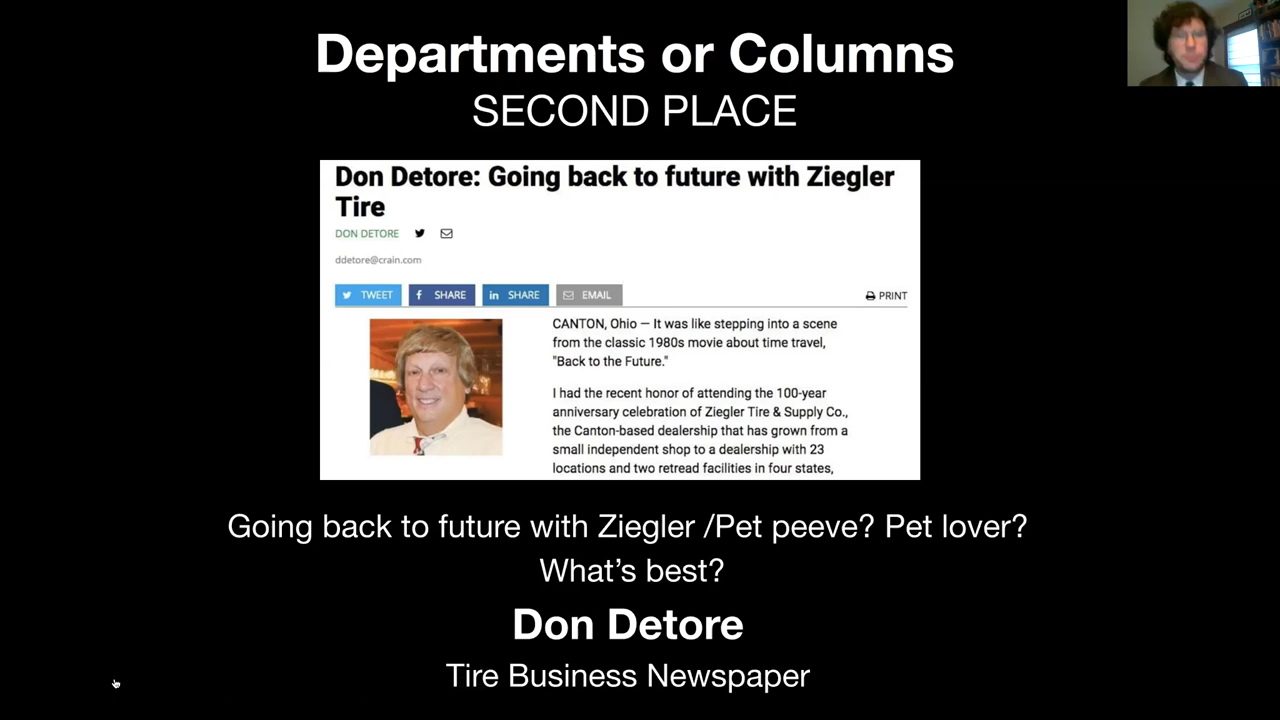 Departments or Columns
SECOND PLACE
Don Detore: Going back to future with Ziegler
Tire
DON DETORE
ddetore@crain.com
TWEET
SHARE
in SHARE
EMAIL
PRINT
CANTON, Ohio — It was like stepping into a scene
from the classic 1980s movie about time travel,
"Back to the Future."
I had the recent honor of attending the 100-year
anniversary celebration of Ziegler Tire & Supply Co.,
the Canton-based dealership that has grown from a
small independent shop to a dealership with 23
locations and two retread facilities in four states,
Going back to future with Ziegler /Pet peeve? Pet lover?
What’s best?
Don Detore
Tire Business Newspaper